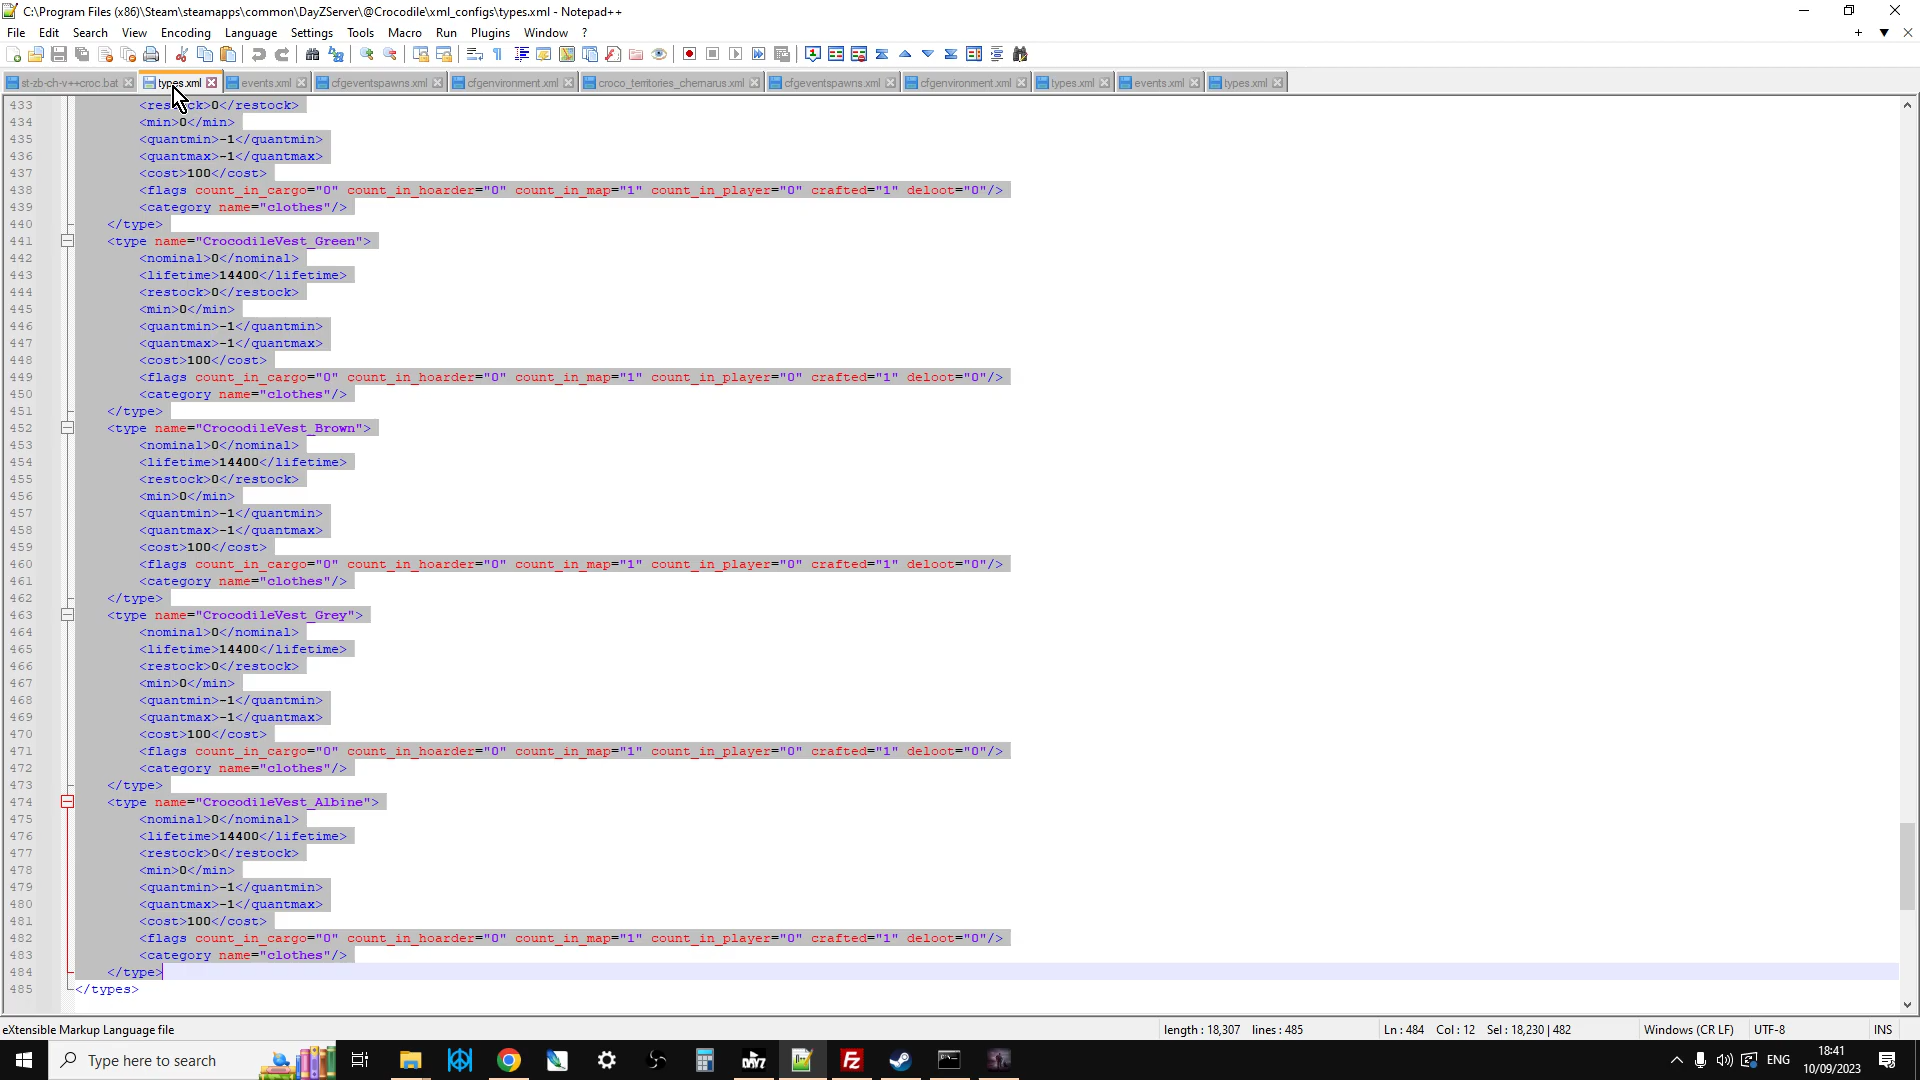 C:\Program Files (x86)\Steam\steamapps\common\DayZServer\@Crocodile\xml_configs\types.xml - Notepad++
File Edit Search View Encoding Language Settings Tools Macro Run Plugins Window ?
st-zb-ch-v++croc.bat types.xml events.xml cfgeventspawns.xml cfgenvironment.xml croco_territories_chernarus.xml cfgeventspawns.xml cfgenvironment.xml types.xml events.xml types.xml
433 <restock>0</restock>
434 <min>0</min>
435 <quantmin>-1</quantmin>
436 <quantmax>-1</quantmax>
437 <cost>100</cost>
438 <flags count_in_cargo="0" count_in_hoarder="0" count_in_map="1" count_in_player="0" crafted="1" deloot="0"/>
439 <category name="clothes"/>
440 </type>
441 <type name="CrocodileVest_Green">
442 <nominal>0</nominal>
443 <lifetime>14400</lifetime>
444 <restock>0</restock>
445 <min>0</min>
446 <quantmin>-1</quantmin>
447 <quantmax>-1</quantmax>
448 <cost>100</cost>
449 <flags count_in_cargo="0" count_in_hoarder="0" count_in_map="1" count_in_player="0" crafted="1" deloot="0"/>
450 <category name="clothes"/>
451 </type>
452 <type name="CrocodileVest_Brown">
453 <nominal>0</nominal>
454 <lifetime>14400</lifetime>
455 <restock>0</restock>
456 <min>0</min>
457 <quantmin>-1</quantmin>
458 <quantmax>-1</quantmax>
459 <cost>100</cost>
460 <flags count_in_cargo="0" count_in_hoarder="0" count_in_map="1" count_in_player="0" crafted="1" deloot="0"/>
461 <category name="clothes"/>
462 </type>
463 <type name="CrocodileVest_Grey">
464 <nominal>0</nominal>
465 <lifetime>14400</lifetime>
466 <restock>0</restock>
467 <min>0</min>
468 <quantmin>-1</quantmin>
469 <quantmax>-1</quantmax>
470 <cost>100</cost>
471 <flags count_in_cargo="0" count_in_hoarder="0" count_in_map="1" count_in_player="0" crafted="1" deloot="0"/>
472 <category name="clothes"/>
473 </type>
474 <type name="CrocodileVest_Albine">
475 <nominal>0</nominal>
476 <lifetime>14400</lifetime>
477 <restock>0</restock>
478 <min>0</min>
479 <quantmin>-1</quantmin>
480 <quantmax>-1</quantmax>
481 <cost>100</cost>
482 <flags count_in_cargo="0" count_in_hoarder="0" count_in_map="1" count_in_player="0" crafted="1" deloot="0"/>
483 <category name="clothes"/>
484 </type>
485 </types>
eXtensible Markup Language file length : 18,307 lines : 485 Ln : 484 Col : 12 Sel : 18,230 | 482 Windows (CR LF) UTF-8 INS
Type here to search DAYZ Fz ENG 18:41
10/09/2023